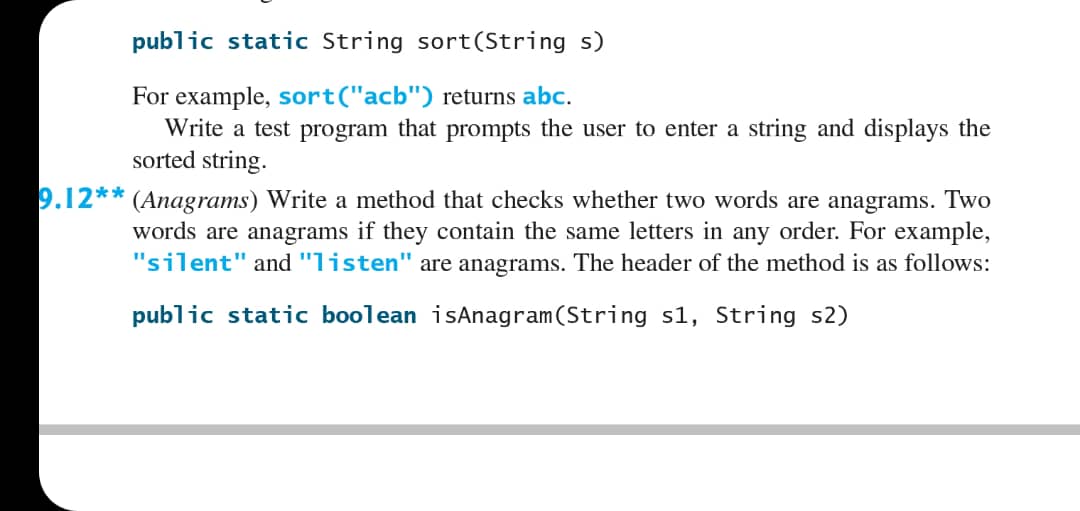 public static String sort(String s)
For example, sort("acb") returns abc.
Write a test program that prompts the user to enter a string and displays the
sorted string.
9.12** (Anagrams) Write a method that checks whether two words are anagrams. Two
words are anagrams if they contain the same letters in any order. For example,
"silent" and "listen" are anagrams. The header of the method is as follows:
public static boolean isAnagram(String s1, String s2)